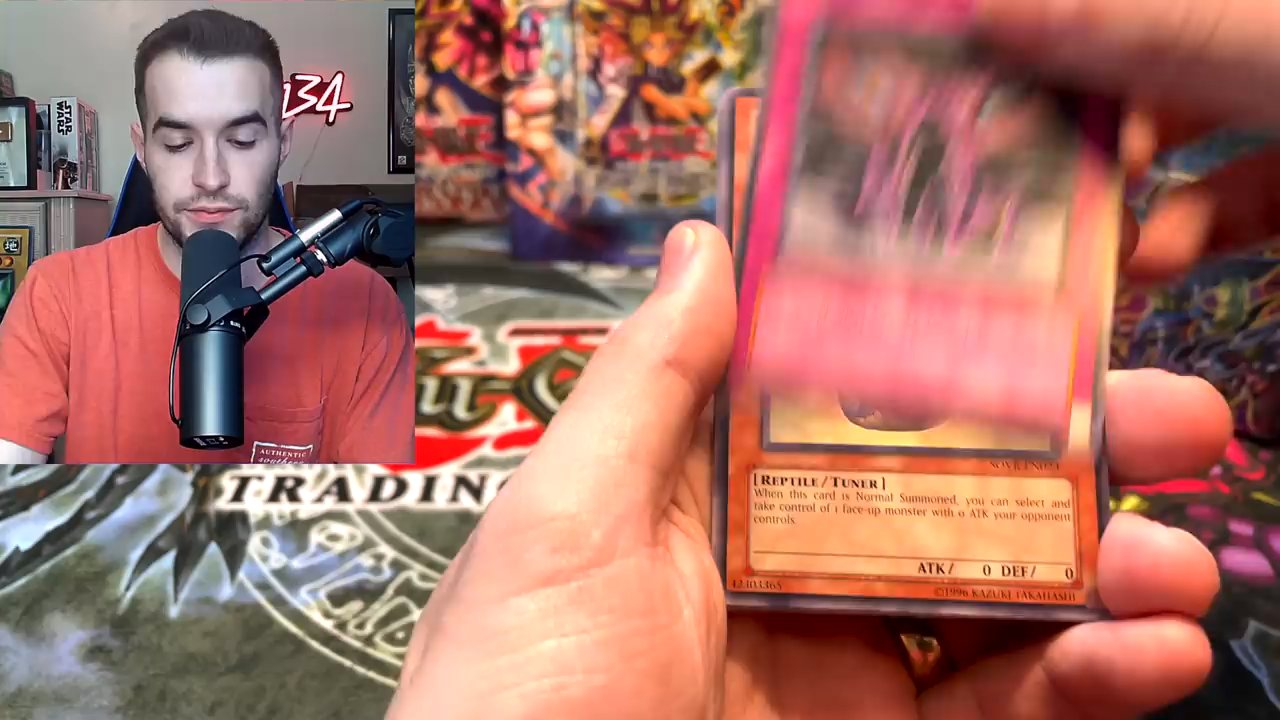 134
STAR
WARS
AUTHENTIC
southern
TRADING
[REPTILE/TUNER]
When this card is Normal Summoned, you can select and
take control of 1 face-up monster with 0 ATK your opponent
controls.
ATK/ 0 DEF/ 0
©1996 KAZUKI TAKAHASHI